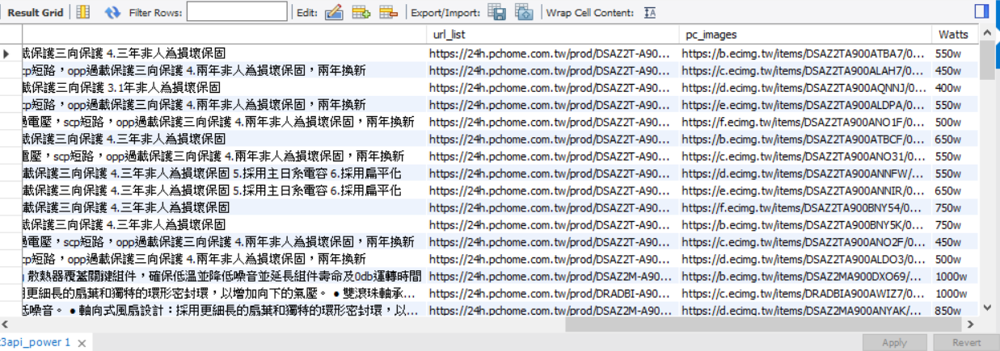 Result Grid Filter Rows: Edit: Export/Import: Wrap Cell Content:
url_list pc_images Watts
載保護三向保護 4.三年非人為損壞保固 https://24h.pchome.com.tw/prod/DSAZ2T-A90... https://b.ecimg.tw/items/DSAZ2TA900ATBA7/0... 550w
cp短路，opp過載保護三向保護 4.兩年非人為損壞保固，兩年換新 https://24h.pchome.com.tw/prod/DSAZ2T-A90... https://c.ecimg.tw/items/DSAZ2TA900ALAH7/0... 450w
載保護三向保護 3.1年非人為損壞保固 https://24h.pchome.com.tw/prod/DSAZ2T-A90... https://d.ecimg.tw/items/DSAZ2TA900AQNNJ/0... 400w
cp短路，opp過載保護三向保護 4.兩年非人為損壞保固，兩年換新 https://24h.pchome.com.tw/prod/DSAZ2T-A90... https://e.ecimg.tw/items/DSAZ2TA900ALDPA/0... 550w
過電壓，scp短路，opp過載保護三向保護 4.兩年非人為損壞保固，兩年換新 https://24h.pchome.com.tw/prod/DSAZ2T-A90... https://f.ecimg.tw/items/DSAZ2TA900ANO1F/0... 500w
載保護三向保護 4.三年非人為損壞保固 https://24h.pchome.com.tw/prod/DSAZ2T-A90... https://b.ecimg.tw/items/DSAZ2TA900ATBCF/0... 650w
電壓，scp短路，opp過載保護三向保護 4.兩年非人為損壞保固，兩年換新 https://24h.pchome.com.tw/prod/DSAZ2T-A90... https://c.ecimg.tw/items/DSAZ2TA900ANO31/0... 550w
載保護三向保護 4.三年非人為損壞保固 5.採用主日系電容 6.採用扁平化 https://24h.pchome.com.tw/prod/DSAZ2T-A90... https://d.ecimg.tw/items/DSAZ2TA900ANNFW/... 550w
載保護三向保護 4.三年非人為損壞保固 5.採用主日系電容 6.採用扁平化 https://24h.pchome.com.tw/prod/DSAZ2T-A90... https://e.ecimg.tw/items/DSAZ2TA900ANNIR/0... 650w
載保護三向保護 4.三年非人為損壞保固 https://24h.pchome.com.tw/prod/DSAZ2T-A90... https://f.ecimg.tw/items/DSAZ2TA900BNY54/0... 750w
載保護三向保護 4.三年非人為損壞保固 https://24h.pchome.com.tw/prod/DSAZ2T-A90... https://b.ecimg.tw/items/DSAZ2TA900BNY5K/0... 750w
過電壓，scp短路，opp過載保護三向保護 4.兩年非人為損壞保固，兩年換新 https://24h.pchome.com.tw/prod/DSAZ2T-A90... https://c.ecimg.tw/items/DSAZ2TA900ANO2F/0... 450w
cp短路，opp過載保護三向保護 4.兩年非人為損壞保固，兩年換新 https://24h.pchome.com.tw/prod/DSAZ2T-A90... https://d.ecimg.tw/items/DSAZ2TA900ALDO3/0... 500w
散熱器覆蓋關鍵組件，確保低溫並降低噪音並延長組件壽命及0db運轉時間 https://24h.pchome.com.tw/prod/DSAZ2M-A90... https://b.ecimg.tw/items/DSAZ2MA900DXO69/... 1000w
用更細長的扇葉和獨特的環形密封環，以增加向下的氣壓。 ●雙滾珠軸承... https://24h.pchome.com.tw/prod/DRADBI-A90... https://c.ecimg.tw/items/DRADBIA900AWIZ7/0... 1000w
低噪音。 ●軸向式風扇設計：採用更細長的扇葉和獨特的環形密封環，以... https://24h.pchome.com.tw/prod/DSAZ2M-A90... https://d.ecimg.tw/items/DSAZ2MA900ANYAK/... 850w
3api_power 1 Apply Revert